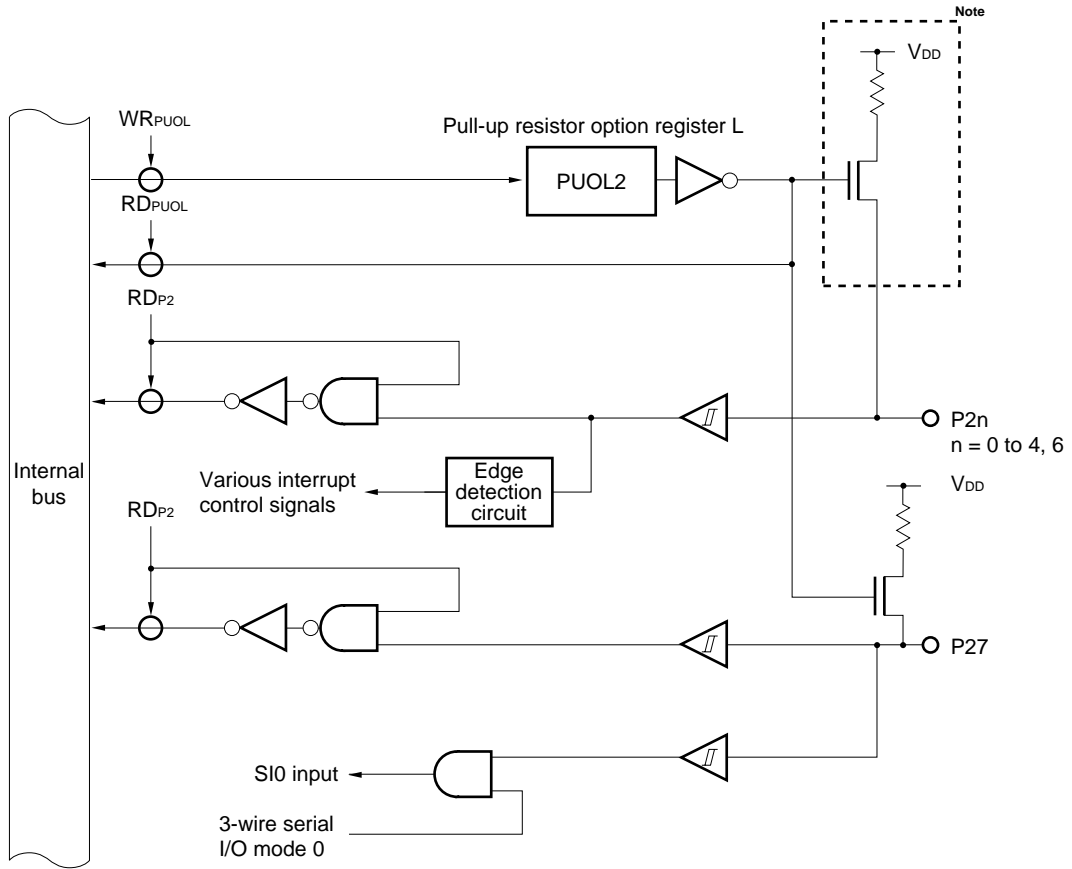 Note
VDD
WRPUOL
Pull-up resistor option register L
PUOL2
RDPUOL
RDP2
P2n
n = 0 to 4, 6
Internal
bus
Various interrupt
control signals
Edge
detection
circuit
VDD
RDP2
P27
SI0 input
3-wire serial
I/O mode 0